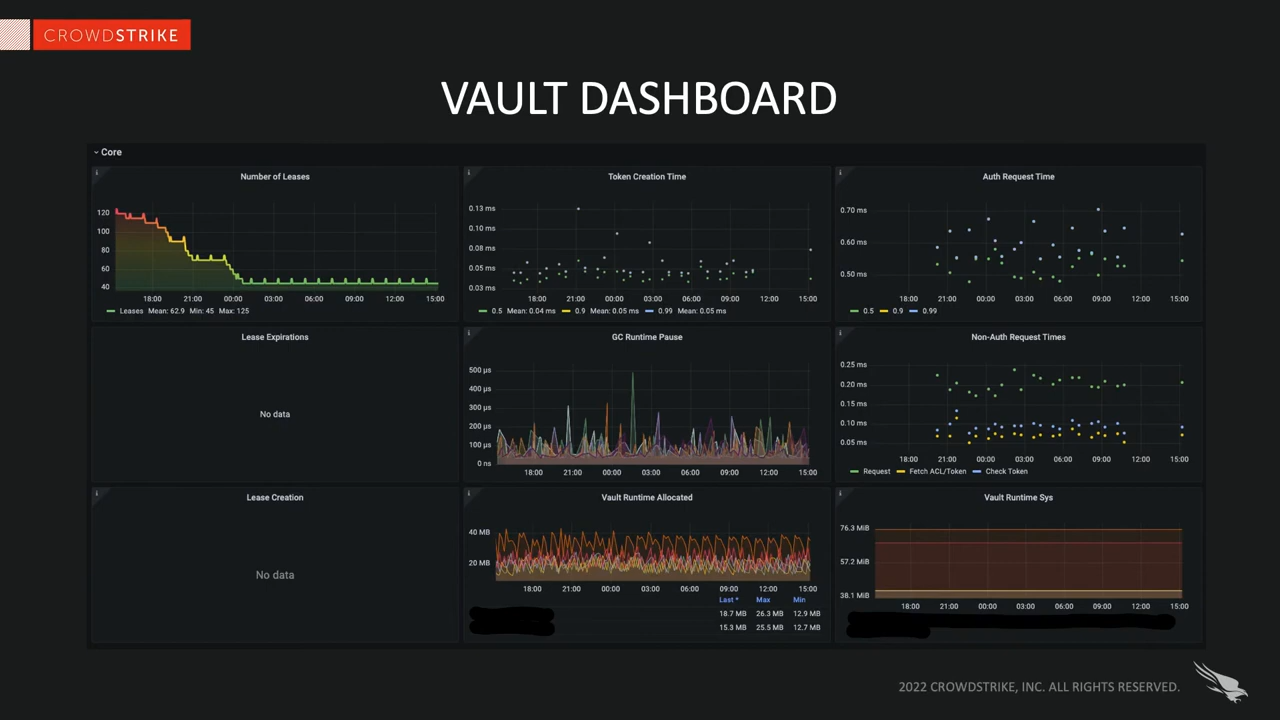 CROWDSTRIKE
VAULT DASHBOARD
Core
Number of Leases
120
100
80
60
40
18:00 21:00 00:00 03:00 06:00 09:00 12:00 15:00
Leases Mean: 62.9 Min: 45 Max: 125
Token Creation Time
0.13 ms
0.10 ms
0.08 ms
0.05 ms
0.03 ms
18:00 21:00 00:00 03:00 06:00 09:00 12:00 15:00
0.5 Mean: 0.04 ms 0.9 Mean: 0.05 ms 0.99 Mean: 0.05 ms
Auth Request Time
0.70 ms
0.60 ms
0.50 ms
18:00 21:00 00:00 03:00 06:00 09:00 12:00 15:00
0.5 0.9 0.99
Lease Expirations
No data
GC Runtime Pause
500 µs
400 µs
300 µs
200 µs
100 µs
0 ns
18:00 21:00 00:00 03:00 06:00 09:00 12:00 15:00
Non-Auth Request Times
0.25 ms
0.20 ms
0.15 ms
0.10 ms
0.05 ms
18:00 21:00 00:00 03:00 06:00 09:00 12:00 15:00
Request Fetch ACL/Token Check Token
Lease Creation
No data
Vault Runtime Allocated
40 MB
20 MB
18:00 21:00 00:00 03:00 06:00 09:00 12:00 15:00
Last * Max Min
18.7 MB 26.3 MB 12.9 MB
15.3 MB 25.5 MB 12.7 MB
Vault Runtime Sys
76.3 MiB
57.2 MiB
38.1 MiB
18:00 21:00 00:00 03:00 06:00 09:00 12:00 15:00
2022 CROWDSTRIKE, INC. ALL RIGHTS RESERVED.